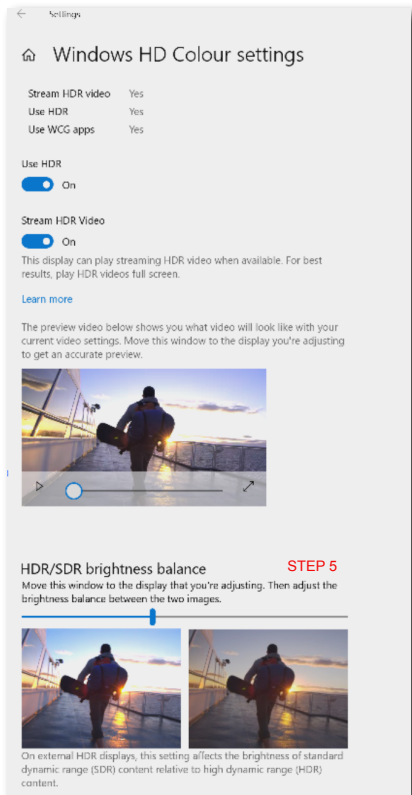 Settings
Windows HD Colour settings
Stream HDR video Yes
Use HDR Yes
Use WCG apps Yes
Use HDR
On
Stream HDR Video
On
This display can play streaming HDR video when available. For best
results, play HDR videos full screen.
Learn more
The preview video below shows you what video will look like with your
current video settings. Move this window to the display you're adjusting
to get an accurate preview.
HDR/SDR brightness balance STEP 5
Move this window to the display that you're adjusting. Then adjust the
brightness balance between the two images.
On external HDR displays, this setting affects the brightness of standard
dynamic range (SDR) content relative to high dynamic range (HDR)
content.